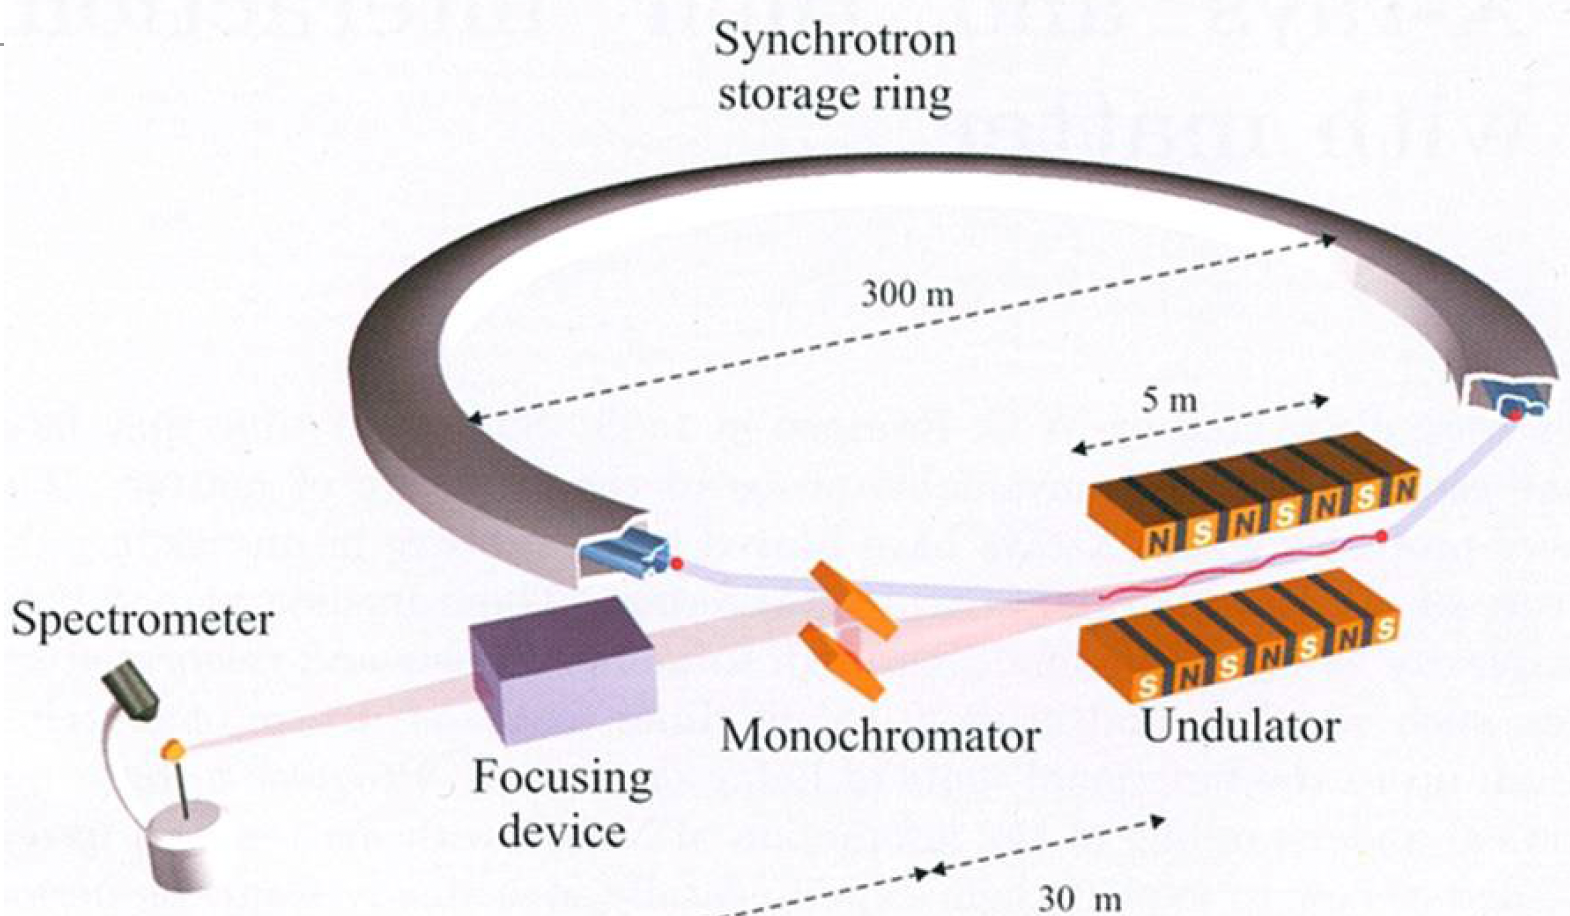 Synchrotron
storage ring
300 m
5 m
N S N S N S N
S N S N S N S
Spectrometer
Undulator
Monochromator
Focusing
device
30 m